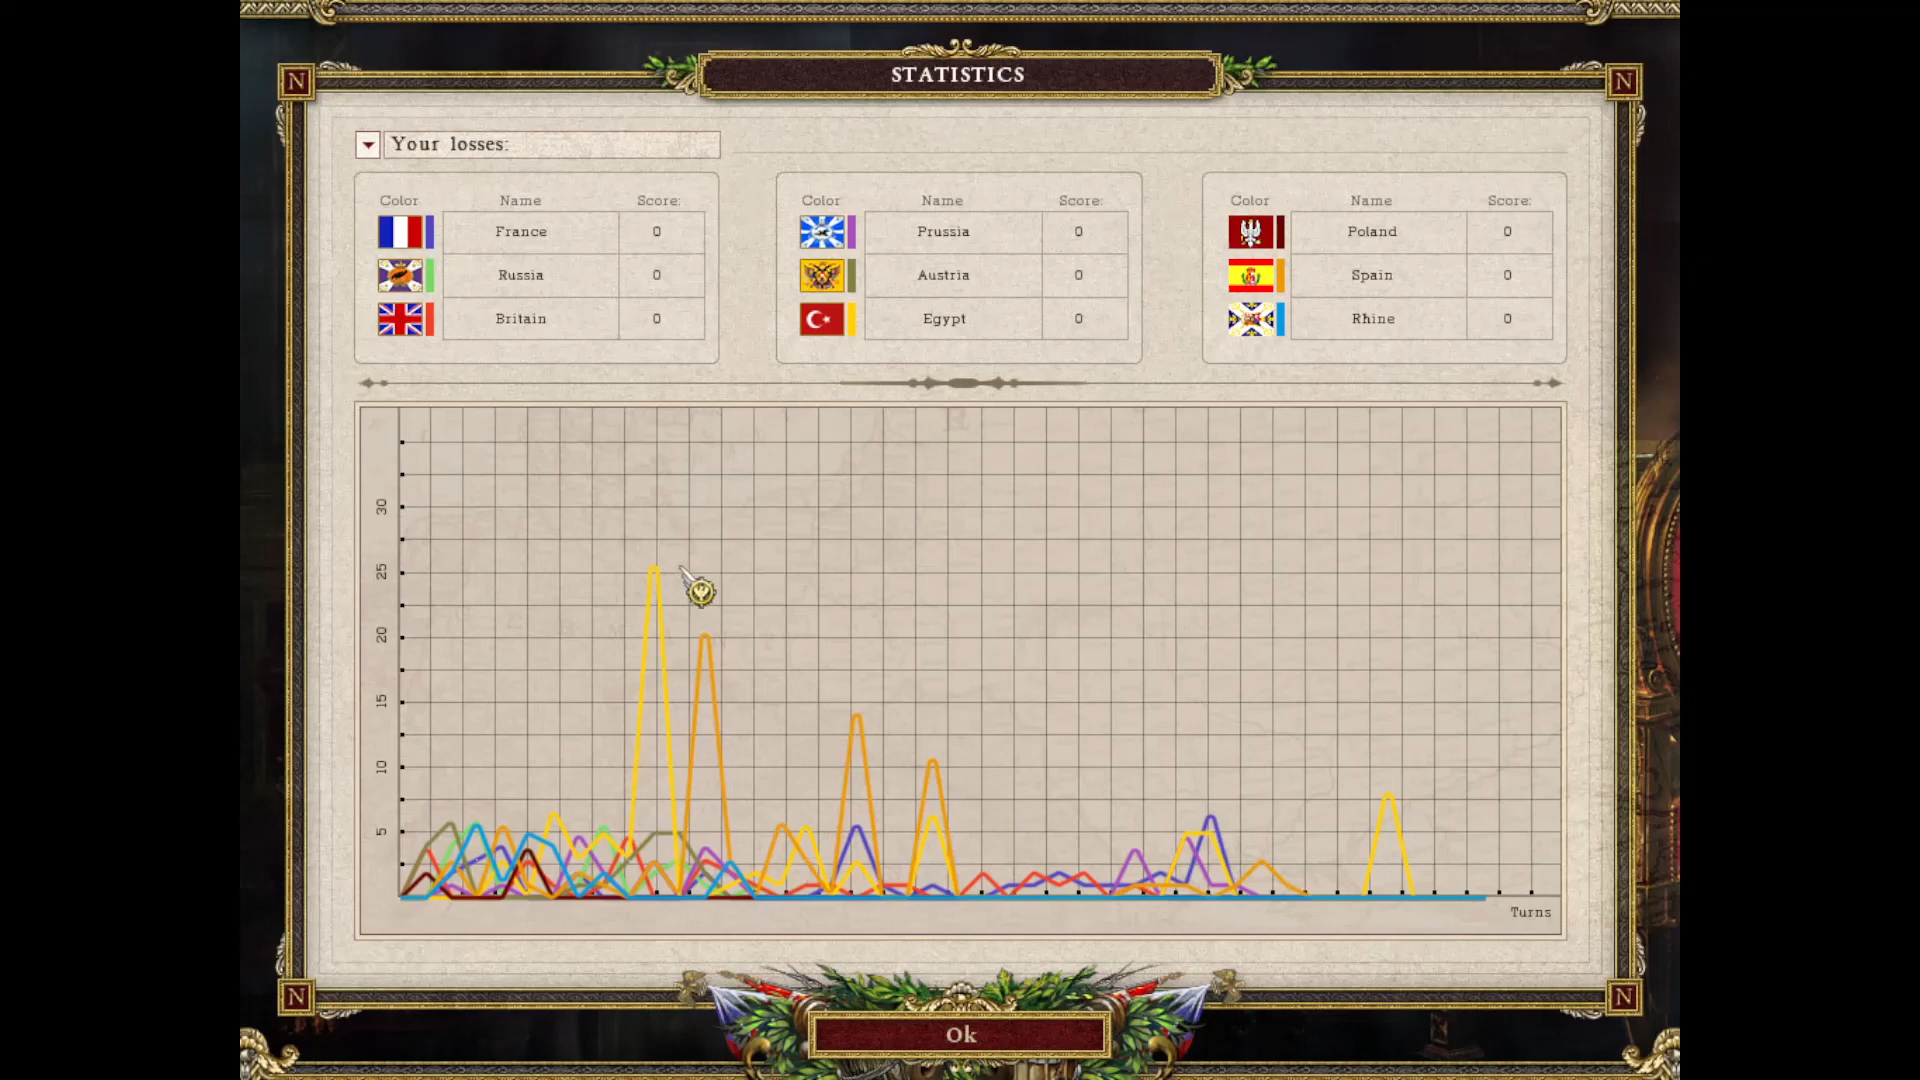 STATISTICS
N
N
Your losses:
Color Name Score:
France 0
Russia 0
Britain 0
Color Name Score:
Prussia 0
Austria 0
Egypt 0
Color Name Score:
Poland 0
Spain 0
Rhine 0
30
25
20
15
10
5
Turns
N
N
Ok